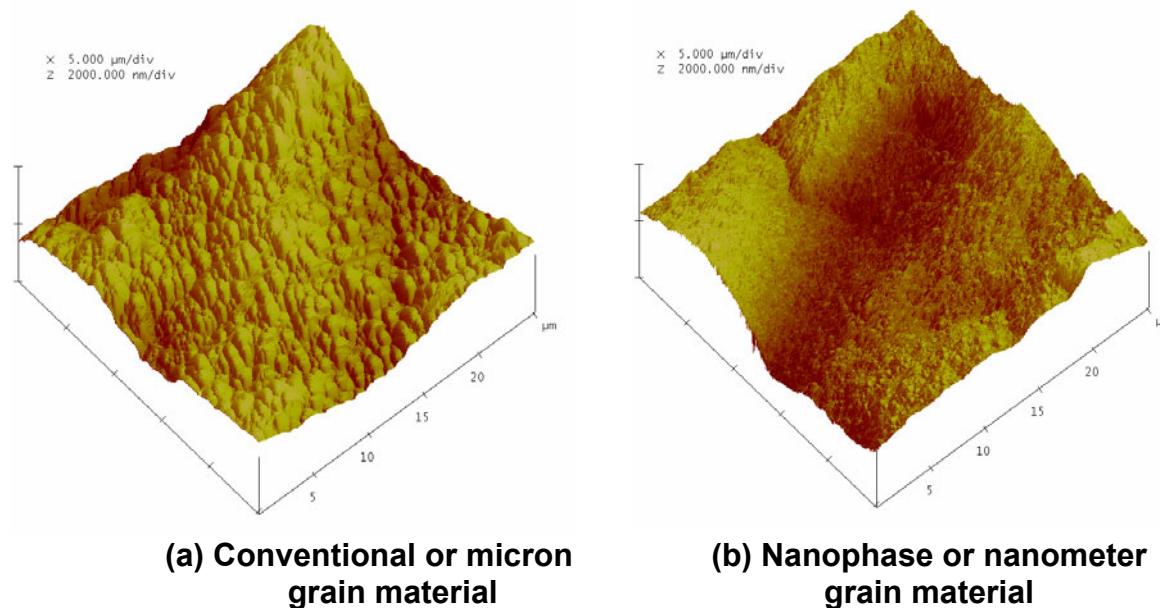 X 5.000 µm/div
Z 2000.000 nm/div
µm
20
15
10
5
(a) Conventional or micron
grain material
X 5.000 µm/div
Z 2000.000 nm/div
µ
20
15
10
5
(b) Nanophase or nanometer
grain material